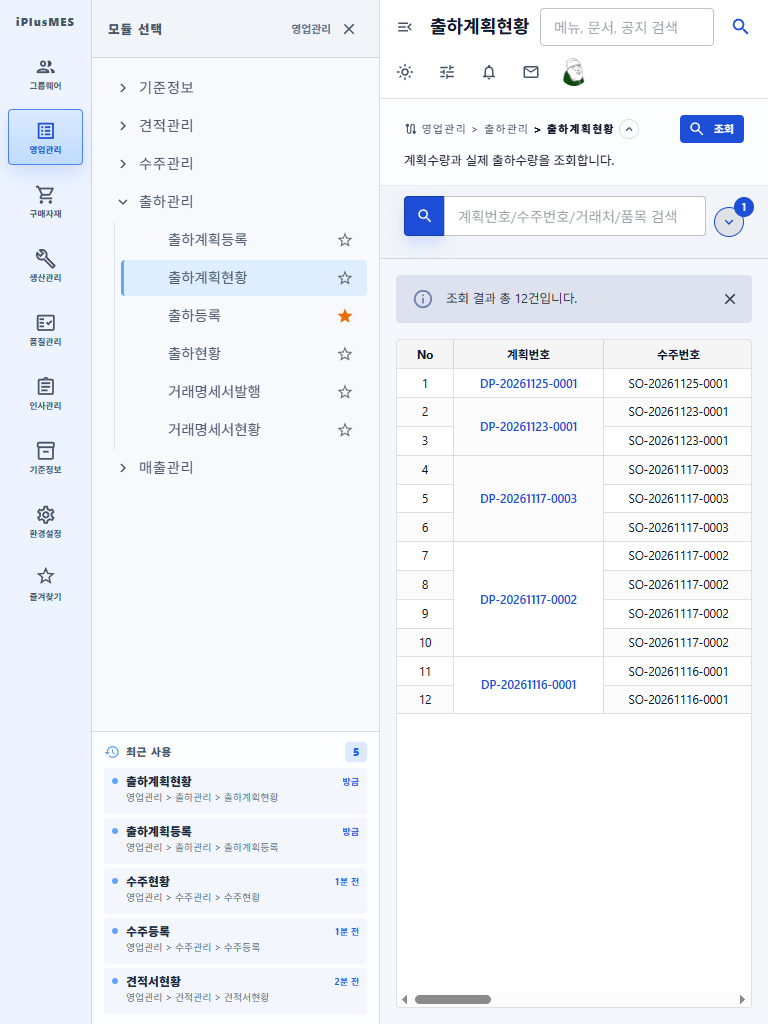 iPlusMES
그룹웨어
영업관리
구매자재
생산관리
품질관리
인사관리
기준정보
환경설정
즐겨찾기
모듈 선택
영업관리
기준정보
견적관리
수주관리
출하관리
출하계획등록
출하계획현황
출하등록
출하현황
거래명세서발행
거래명세서현황
매출관리
최근 사용 5
출하계획현황 방금
영업관리 > 출하관리 > 출하계획현황
출하계획등록 방금
영업관리 > 출하관리 > 출하계획등록
수주현황 1분 전
영업관리 > 수주관리 > 수주현황
수주등록 1분 전
영업관리 > 수주관리 > 수주등록
견적서현황 2분 전
영업관리 > 견적관리 > 견적서현황
출하계획현황
메뉴, 문서, 공지 검색
영업관리 > 출하관리 > 출하계획현황
조회
계획수량과 실제 출하수량을 조회합니다.
계획번호/수주번호/거래처/품목 검색
1
조회 결과 총 12건입니다.
No 계획번호 수주번호
1 DP-20261125-0001 SO-20261125-0001
2 DP-20261123-0001 SO-20261123-0001
3 SO-20261123-0001
4 DP-20261117-0003 SO-20261117-0003
5 SO-20261117-0003
6 SO-20261117-0003
7 DP-20261117-0002 SO-20261117-0002
8 SO-20261117-0002
9 SO-20261117-0002
10 SO-20261117-0002
11 DP-20261116-0001 SO-20261116-0001
12 SO-20261116-0001